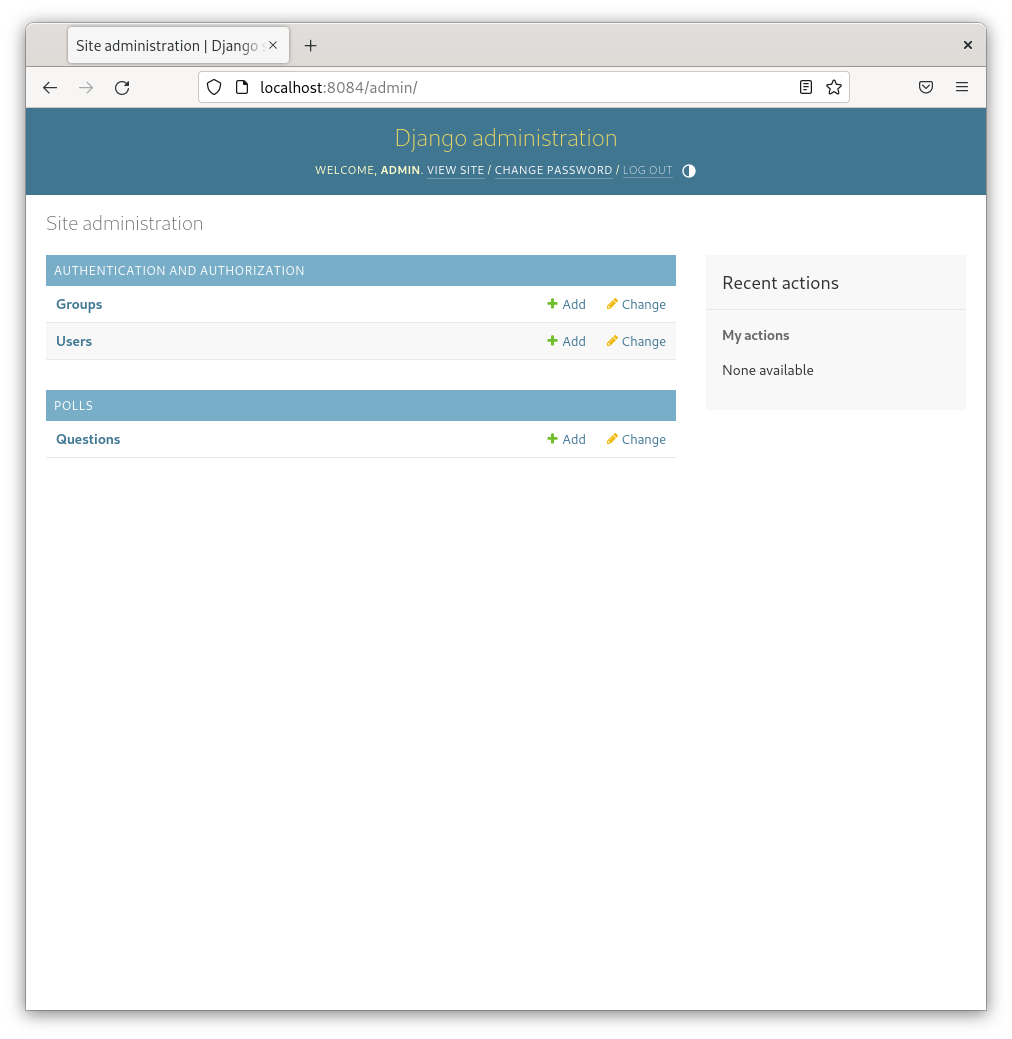 Site administration | Django s
localhost:8084/admin/
Django administration
WELCOME, ADMIN. VIEW SITE / CHANGE PASSWORD / LOG OUT
Site administration
AUTHENTICATION AND AUTHORIZATION
Groups Add Change
Users Add Change
POLLS
Questions Add Change
Recent actions
My actions
None available